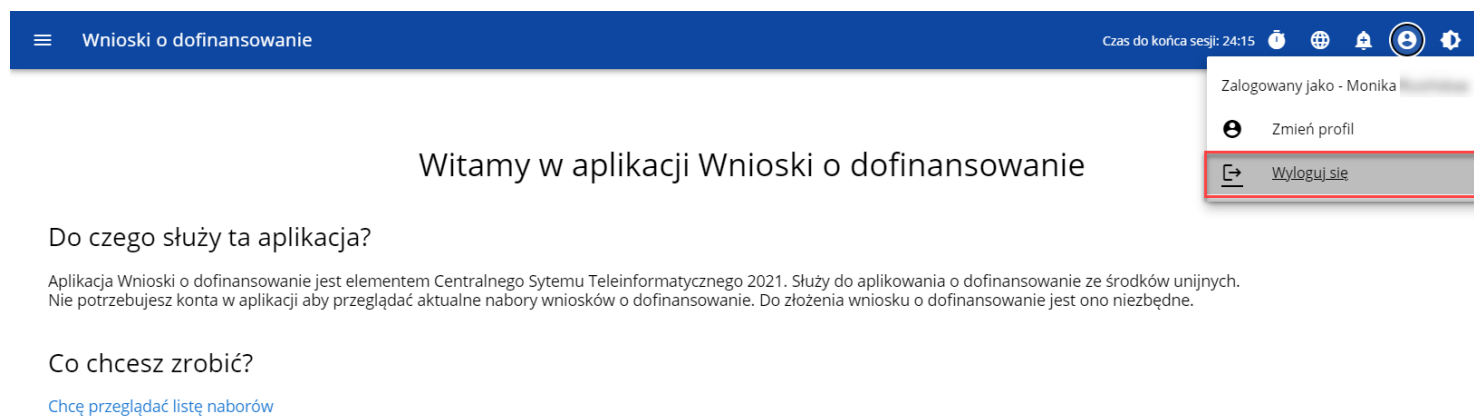 Wnioski o dofinansowanie
Czas do końca sesji: 24:15
Zalogowany jako - Monika
Zmień profil
Wyloguj się
Witamy w aplikacji Wnioski o dofinansowanie
Do czego służy ta aplikacja?
Aplikacja Wnioski o dofinansowanie jest elementem Centralnego Sytemu Teleinformatycznego 2021. Służy do aplikowania o dofinansowanie ze środków unijnych.
Nie potrzebujesz konta w aplikacji aby przeglądać aktualne nabory wniosków o dofinansowanie. Do złożenia wniosku o dofinansowanie jest ono niezbędne.
Co chcesz zrobić?
Chcę przeglądać listę naborów